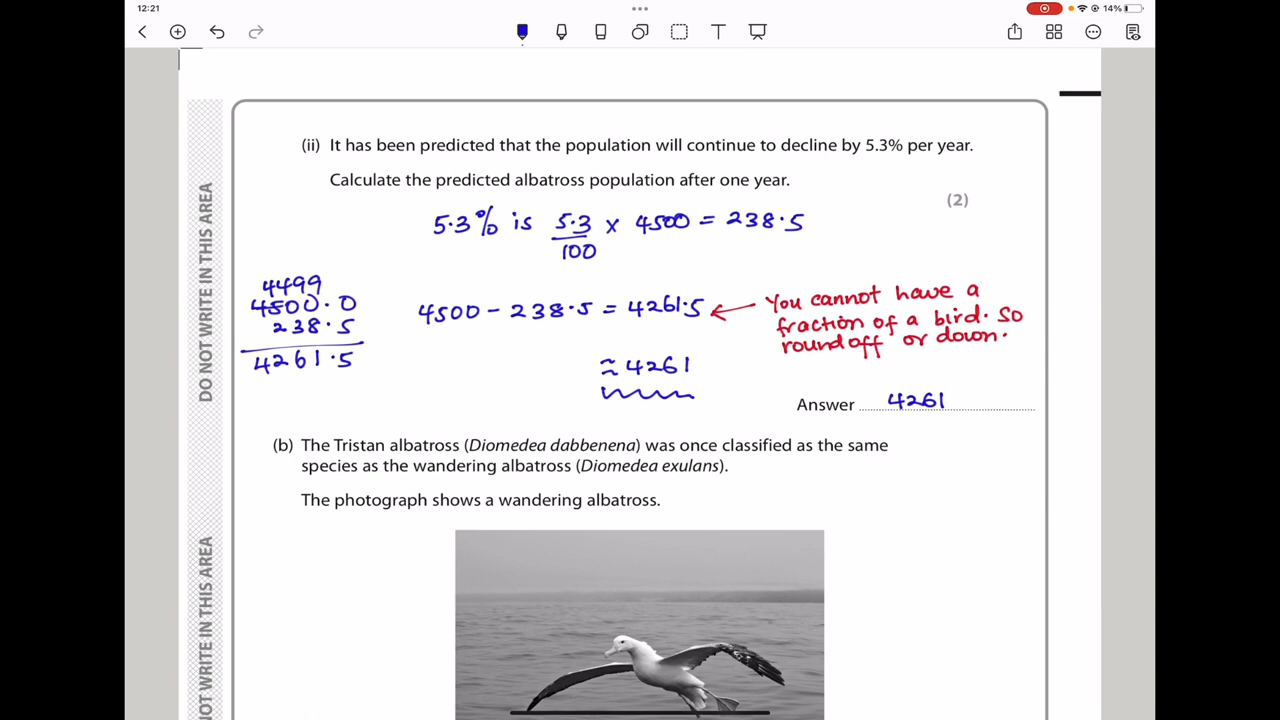 12:21
14%
(ii) It has been predicted that the population will continue to decline by 5.3% per year.
Calculate the predicted albatross population after one year.
(2)
5.3% is 5.3/100 × 4500 = 238.5
4499
4500.0
238.5
4261.5
4500 - 238.5 = 4261.5
You cannot have a
fraction of a bird. So
round off or down.
≈ 4261
Answer 4261
(b) The Tristan albatross (Diomedea dabbenena) was once classified as the same
species as the wandering albatross (Diomedea exulans).
The photograph shows a wandering albatross.
DO NOT WRITE IN THIS AREA
NOT WRITE IN THIS AREA